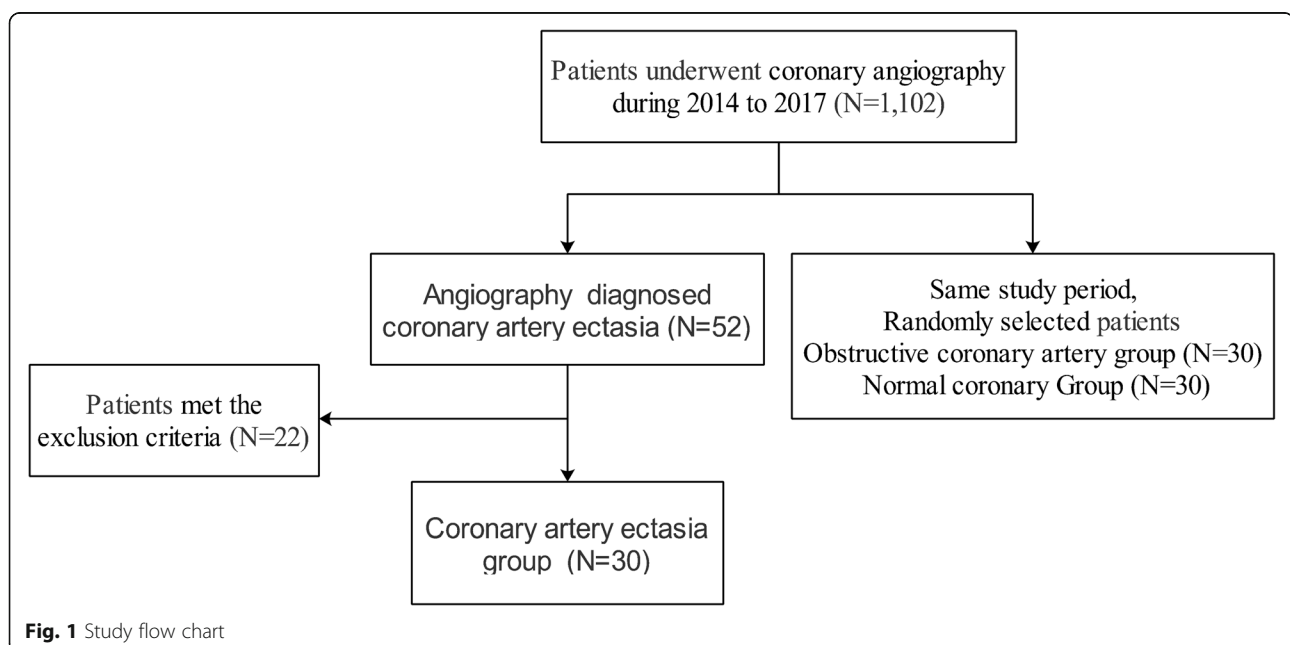 Patients underwent coronary angiography
during 2014 to 2017 (N=1,102)
Angiography diagnosed
coronary artery ectasia (N=52)
Same study period,
Randomly selected patients
Obstructive coronary artery group (N=30)
Normal coronary Group (N=30)
Patients met the
exclusion criteria (N=22)
Coronary artery ectasia
group (N=30)
Fig. 1 Study flow chart